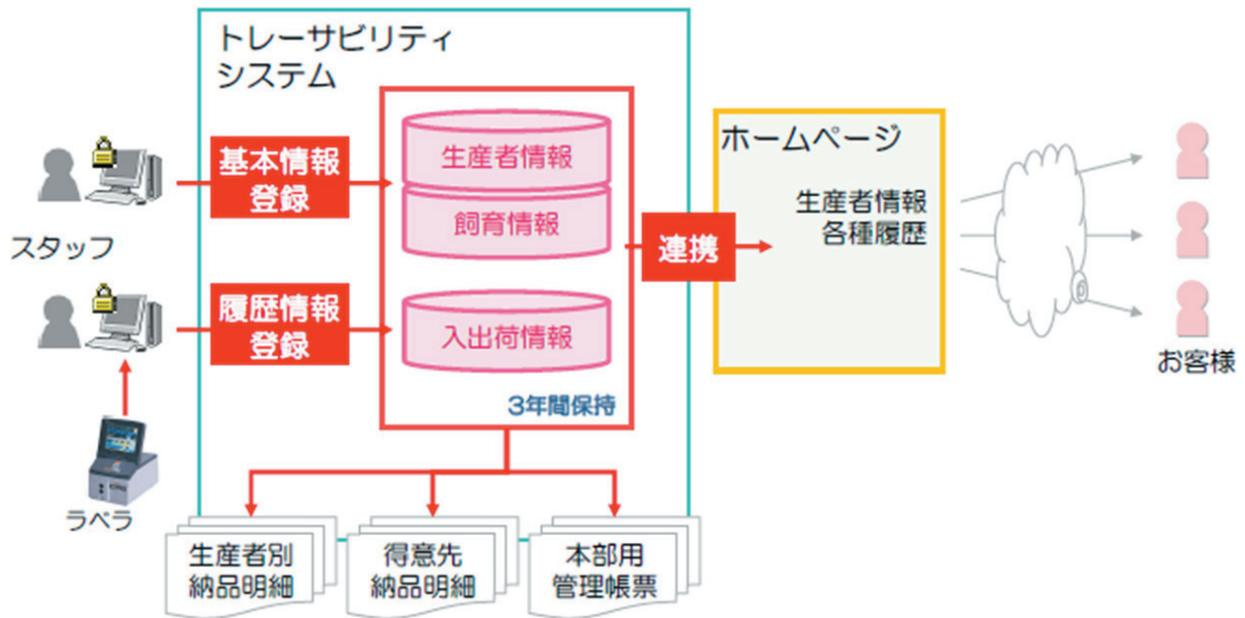 トレーサビリティ
システム
スタッフ
基本情報
登録
履歴情報
登録
ラベラ
生産者情報
飼育情報
入出荷情報
3年間保持
連携
ホームページ
生産者情報
各種履歴
お客様
生産者別
納品明細
得意先
納品明細
本部用
管理帳票